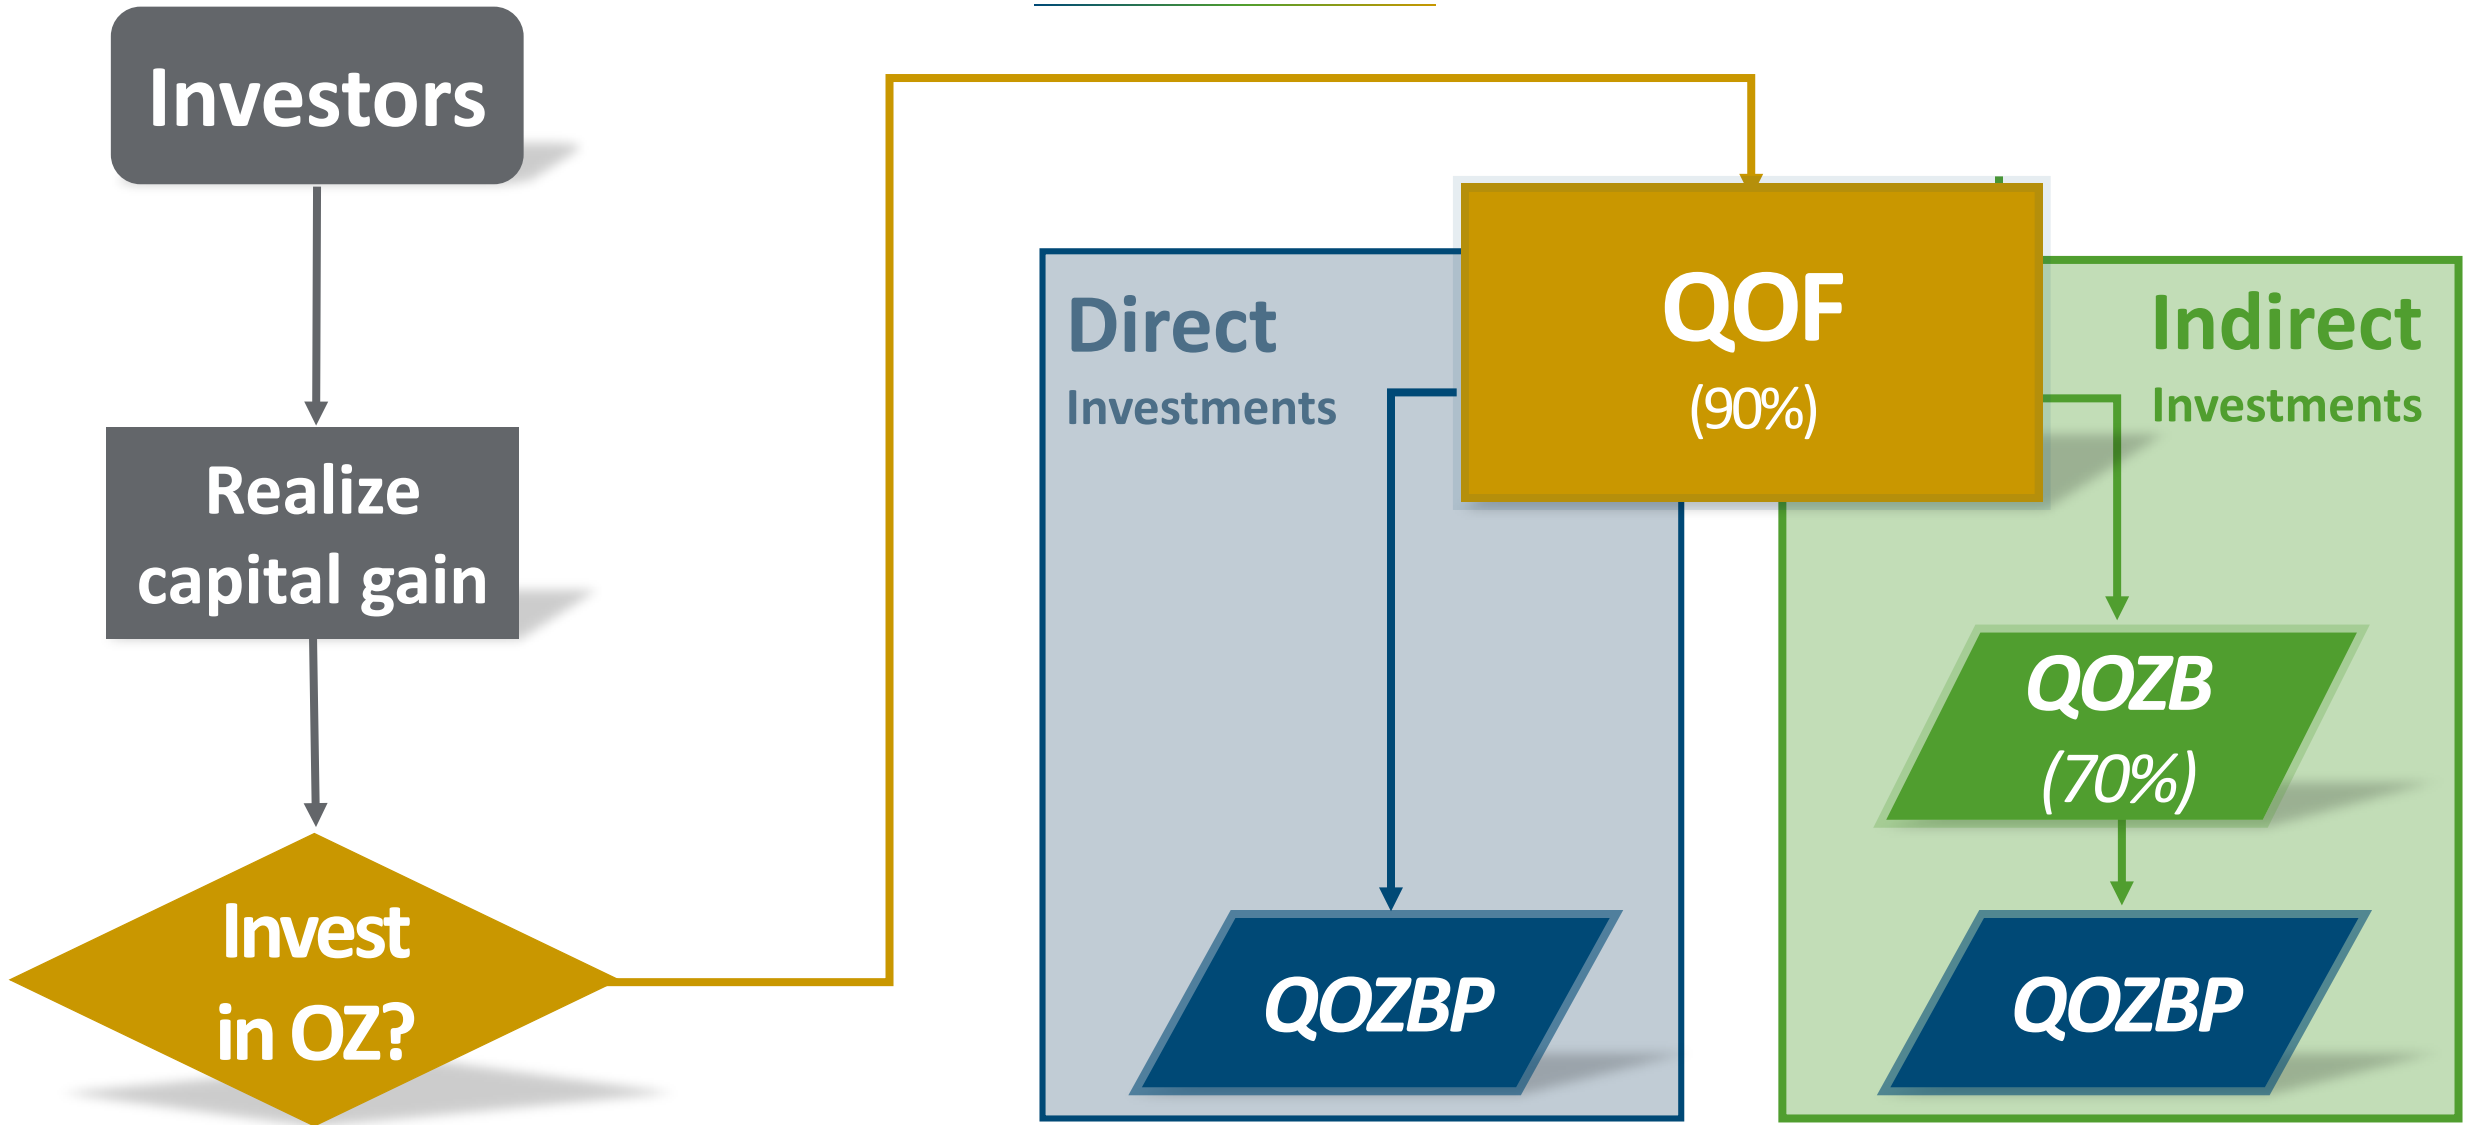 Investors
Realize
capital gain
Invest
in OZ?
QOF
(90%)
Direct
Investments
Indirect
Investments
QOZB
(70%)
QOZBP
QOZBP